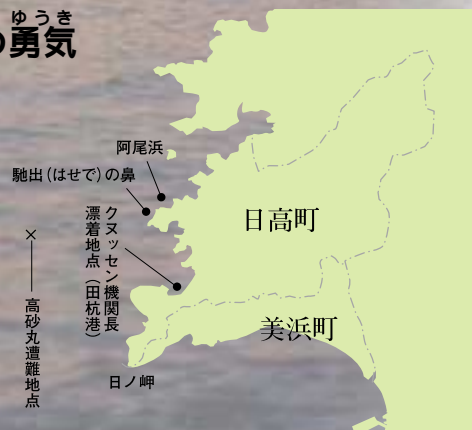 ゆうき
の勇気
阿尾浜
馳出(はせで)の鼻
クヌッセン機関長
漂着地点(田杭港)
日高町
美浜町
×――高砂丸遭難地点
日ノ岬